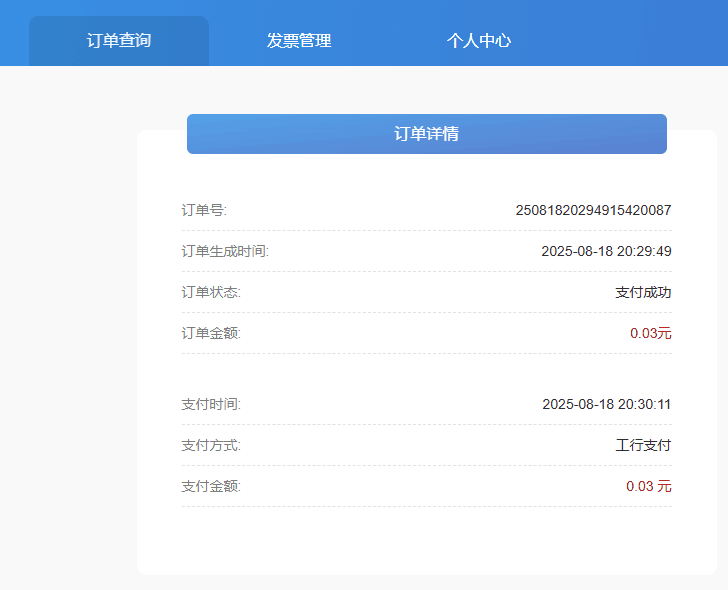 订单查询 发票管理 个人中心
订单详情
订单号: 25081820294915420087
订单生成时间: 2025-08-18 20:29:49
订单状态: 支付成功
订单金额: 0.03元
支付时间: 2025-08-18 20:30:11
支付方式: 工行支付
支付金额: 0.03 元